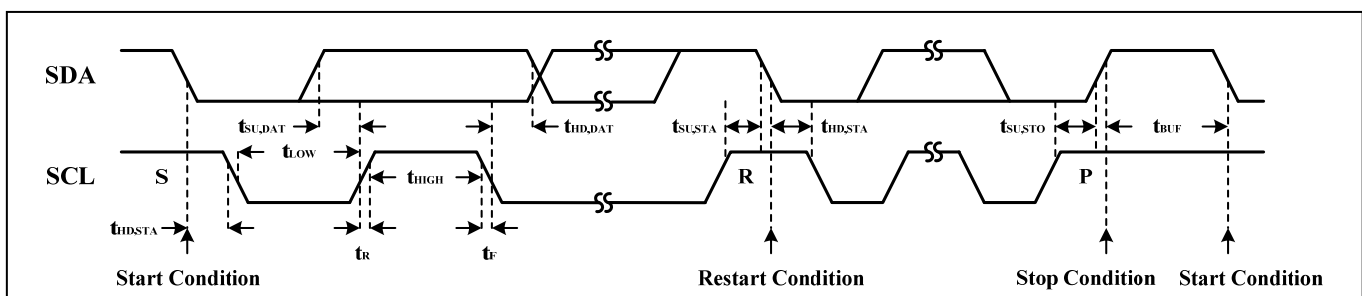 SDA
tSU,DAT
tHD,DAT
tSU,STA
tHD,STA
tSU,STO
tBUF
tLOW
SCL
S
tHIGH
R
P
tHD,STA
tR
tF
Start Condition
Restart Condition
Stop Condition
Start Condition